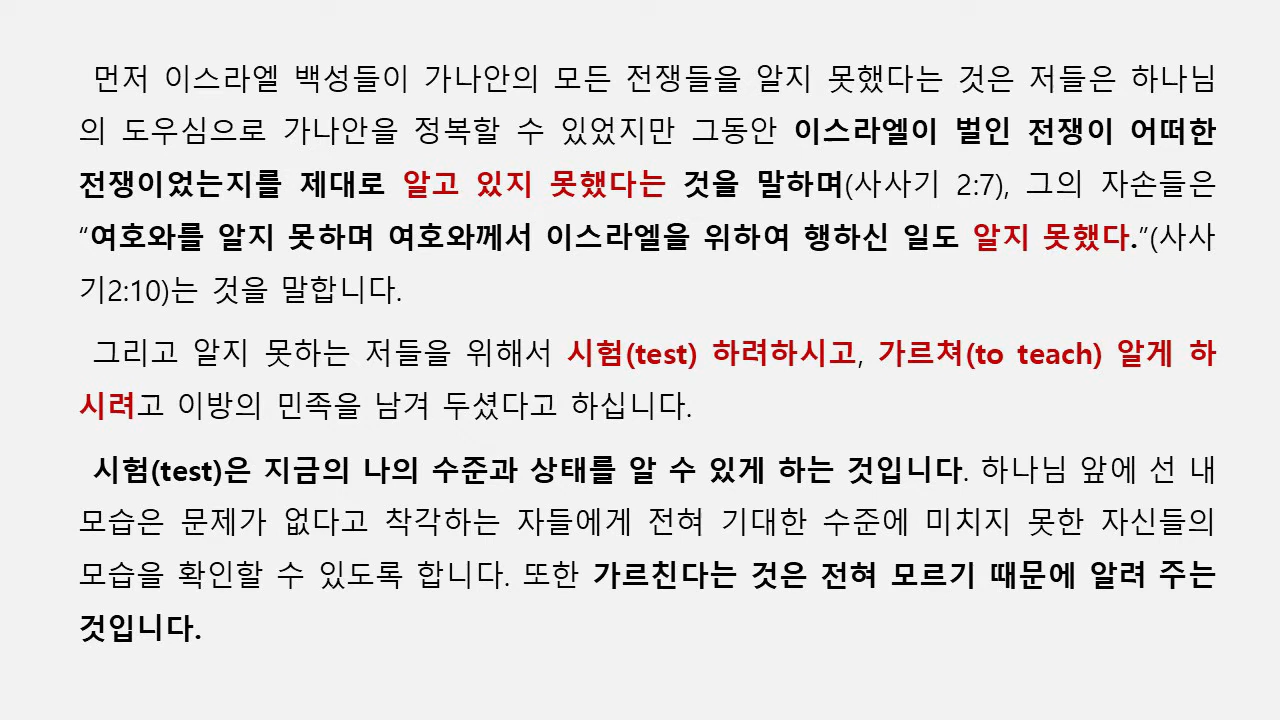 먼저 이스라엘 백성들이 가나안의 모든 전쟁들을 알지 못했다는 것은 저들은 하나님
의 도우심으로 가나안을 정복할 수 있었지만 그동안 이스라엘이 벌인 전쟁이 어떠한
전쟁이었는지를 제대로 알고 있지 못했다는 것을 말하며(사사기 2:7), 그의 자손들은
“여호와를 알지 못하며 여호와께서 이스라엘을 위하여 행하신 일도 알지 못했다.”(사사
기2:10)는 것을 말합니다.
그리고 알지 못하는 저들을 위해서 시험(test) 하려하시고, 가르쳐(to teach) 알게 하
시려고 이방의 민족을 남겨 두셨다고 하십니다.
시험(test)은 지금의 나의 수준과 상태를 알 수 있게 하는 것입니다. 하나님 앞에 선 내
모습은 문제가 없다고 착각하는 자들에게 전혀 기대한 수준에 미치지 못한 자신들의
모습을 확인할 수 있도록 합니다. 또한 가르친다는 것은 전혀 모르기 때문에 알려 주는
것입니다.